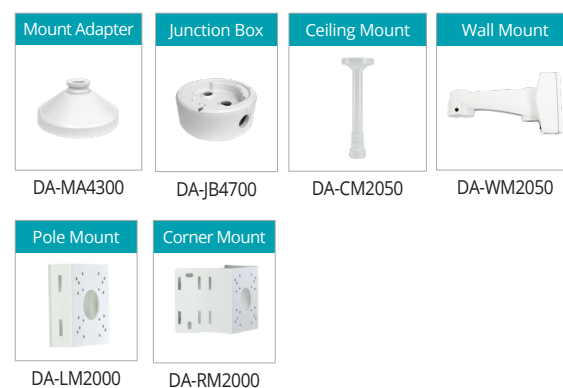 Mount Adapter
Junction Box
Ceiling Mount
Wall Mount
DA-MA4300
DA-JB4700
DA-CM2050
DA-WM2050
Pole Mount
Corner Mount
DA-LM2000
DA-RM2000